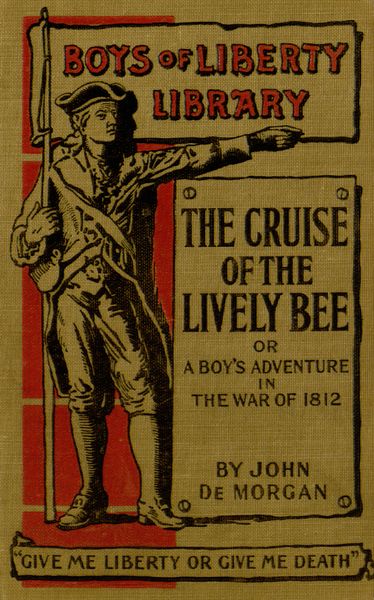 BOYS OF LIBERTY
LIBRARY
THE CRUISE
OF THE
LIVELY BEE
OR
A BOY'S ADVENTURE
IN
THE WAR OF 1812
BY JOHN
DE MORGAN
"GIVE ME LIBERTY OR GIVE ME DEATH"